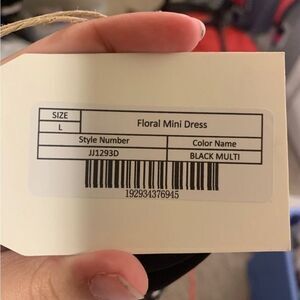 SIZE
Floral Mini Dress
L
Style Number Color Name
JJ1293D BLACK MULTI
192934376945